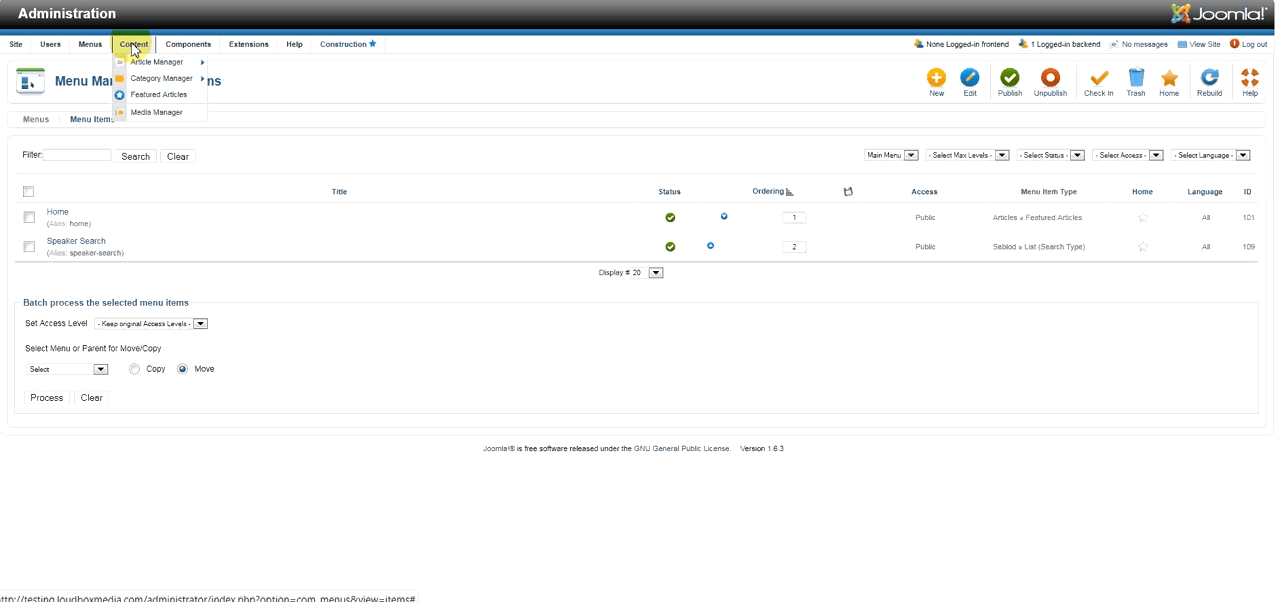 Administration
Joomla!
Site Users Menus Content Components Extensions Help Construction
None Logged-in frontend 1 Logged-in backend No messages View Site Log out
Article Manager
Category Manager
Featured Articles
Media Manager
Menu Ma ns
New Edit Publish Unpublish Check In Trash Home Rebuild Help
Menus Menu Items
Filter: Search Clear
Main Menu - Select Max Levels - - Select Status - - Select Access - - Select Language -
Title Status Ordering Access Menu Item Type Home Language ID
Home
(Alias: home)
1 Public Articles » Featured Articles All 101
Speaker Search
(Alias: speaker-search)
2 Public Seblod » List (Search Type) All 109
Display # 20
Batch process the selected menu items
Set Access Level - Keep original Access Levels -
Select Menu or Parent for Move/Copy
Select Copy Move
Process Clear
Joomla!® is free software released under the GNU General Public License. Version 1.6.3
ttp://testing.loudboxmedia.com/administrator/index.php?option=com_menus&view=items#